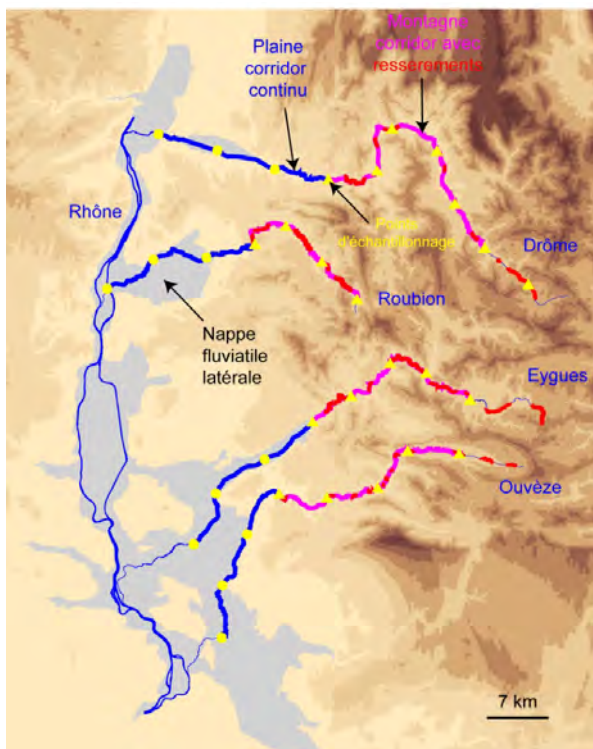 Plaine
corridor
continu
Montagne
corridor avec
resserements
Rhône
Points
d'échantillonnage
Drôme
Roubion
Nappe
fluviatile
latérale
Eygues
Ouvèze
7 km